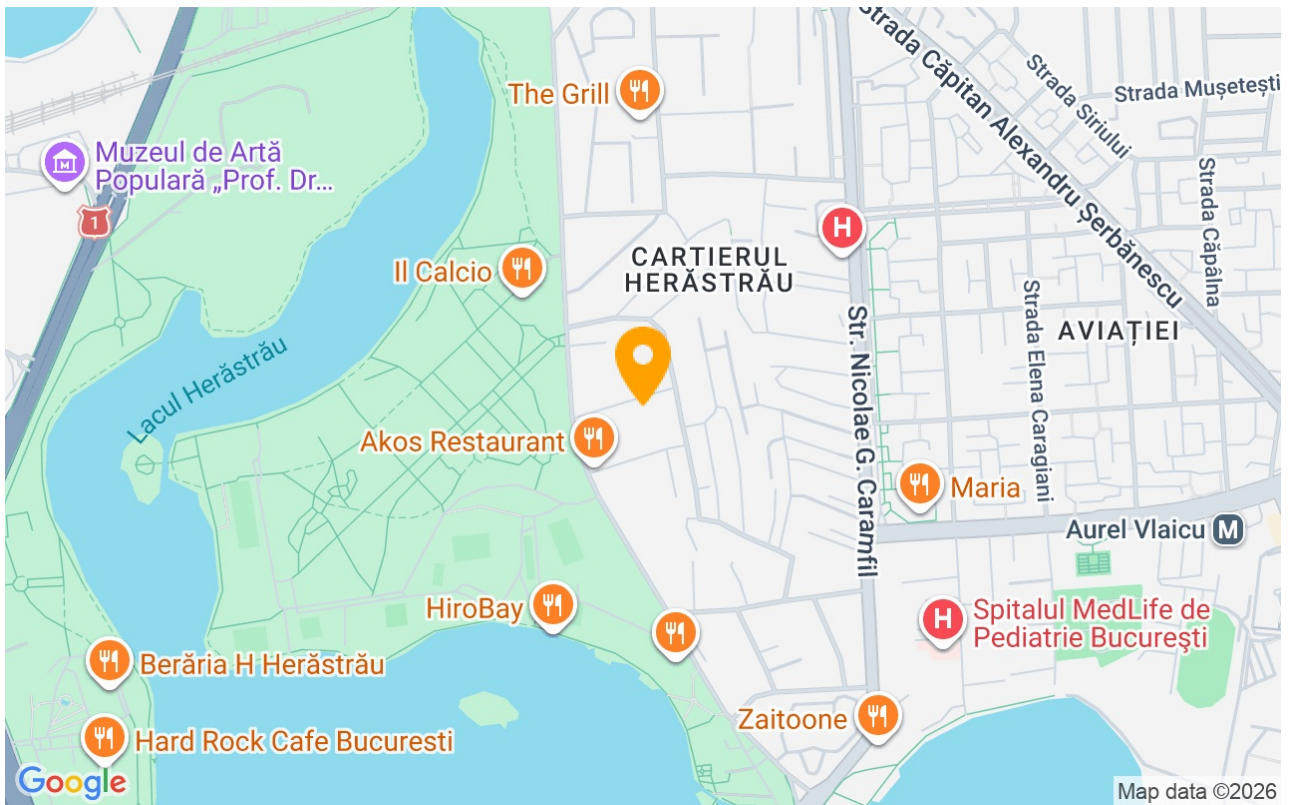 Strada Căpitan Alexandru Șerbănescu
Strada Siriului
Strada Mușetești
The Grill
Muzeul de Artă
Populară „Prof. Dr...
1
Strada Căpâlna
H
CARTIERUL
HERĂSTRĂU
Il Calcio
Strada Elena Caragiani
AVIAȚIEI
Str. Nicolae G. Caramfil
Lacul Herăstrău
Akos Restaurant
Maria
Aurel Vlaicu M
HiroBay
H
Spitalul MedLife de
Pediatrie Bucureşti
Berăria H Herăstrău
Zaitoone
Hard Rock Cafe Bucuresti
Google
Map data ©2026